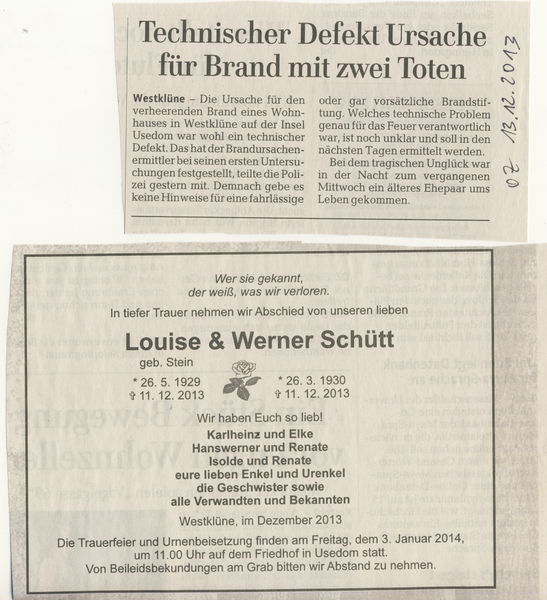 Technischer Defekt Ursache
für Brand mit zwei Toten
Westklüne – Die Ursache für den
verheerenden Brand eines Wohn-
hauses in Westklüne auf der Insel
Usedom war wohl ein technischer
Defekt. Das hat der Brandursachen-
ermittler bei seinen ersten Untersu-
chungen festgestellt, teilte die Poli-
zei gestern mit. Demnach gebe es
keine Hinweise für eine fahrlässige
oder gar vorsätzliche Brandstif-
tung. Welches technische Problem
genau für das Feuer verantwortlich
war, ist noch unklar und soll in den
nächsten Tagen ermittelt werden.
Bei dem tragischen Unglück war
in der Nacht zum vergangenen
Mittwoch ein älteres Ehepaar ums
Leben gekommen.
OZ 13.12.2013
Wer sie gekannt,
der weiß, was wir verloren.
In tiefer Trauer nehmen wir Abschied von unseren lieben
Louise & Werner Schütt
geb. Stein
* 26. 5. 1929 * 26. 3. 1930
✞ 11. 12. 2013 ✞ 11. 12. 2013
Wir haben Euch so lieb!
Karlheinz und Elke
Hanswerner und Renate
Isolde und Renate
eure lieben Enkel und Urenkel
die Geschwister sowie
alle Verwandten und Bekannten
Westklüne, im Dezember 2013
Die Trauerfeier und Urnenbeisetzung finden am Freitag, dem 3. Januar 2014,
um 11.00 Uhr auf dem Friedhof in Usedom statt.
Von Beileidsbekundungen am Grab bitten wir Abstand zu nehmen.